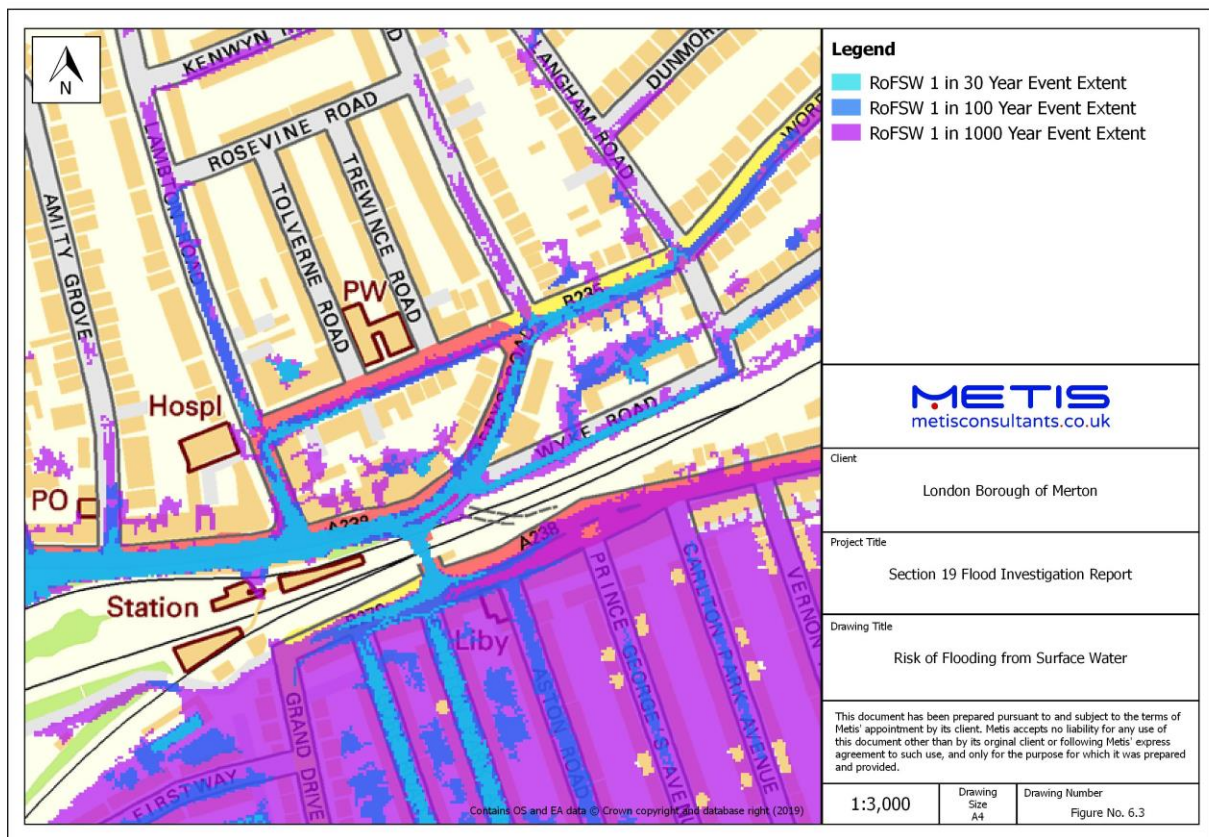 N
KENWYN
LANGHAM ROAD
DUNMOR
WOR
ROSEVINE ROAD
LAMBTON ROAD
AMITY GROVE
TOLVERNE ROAD
TREWINCE ROAD
PW
B235
Hospl
PO
WYKE ROAD
A238
A238
Station
Liby
PRINCE GEORGE'S AVENU
CARLTON PARK AVENUE
VERNON
ASTON ROAD
GRAND DRIVE
FIRSTWAY
Contains OS and EA data © Crown copyright and database right (2019)
Legend
RoFSW 1 in 30 Year Event Extent
RoFSW 1 in 100 Year Event Extent
RoFSW 1 in 1000 Year Event Extent
METIS
metisconsultants.co.uk
Client
London Borough of Merton
Project Title
Section 19 Flood Investigation Report
Drawing Title
Risk of Flooding from Surface Water
This document has been prepared pursuant to and subject to the terms of
Metis' appointment by its client. Metis accepts no liability for any use of
this document other than by its orginal client or following Metis' express
agreement to such use, and only for the purpose for which it was prepared
and provided.
1:3,000
Drawing
Size
A4
Drawing Number
Figure No. 6.3